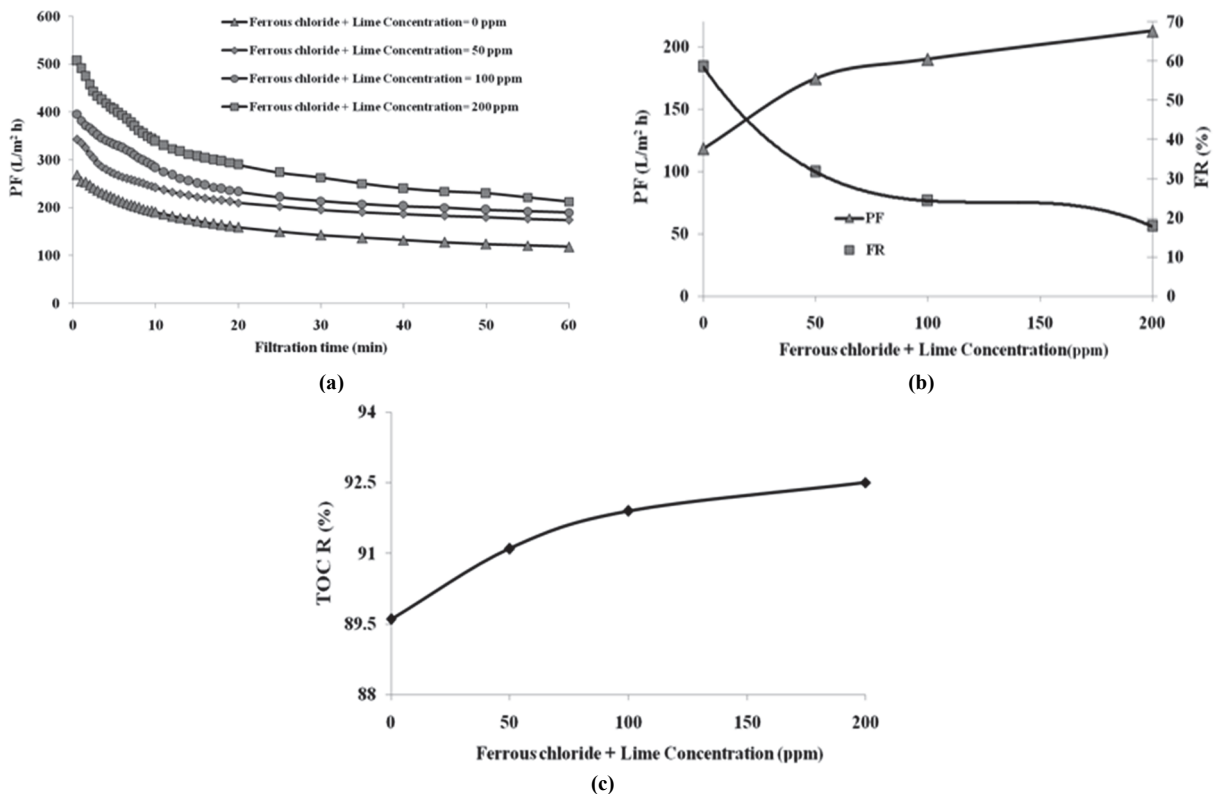 600
500
400
300
200
100
0
PF (L/m² h)
0 10 20 30 40 50 60
Filtration time (min)
Ferrous chloride + Lime Concentration= 0 ppm
Ferrous chloride + Lime Concentration= 50 ppm
Ferrous chloride + Lime Concentration = 100 ppm
Ferrous chloride + Lime Concentration= 200 ppm
(a)
200
150
100
50
0
PF (L/m² h)
70
60
50
40
30
20
10
0
FR (%)
PF
FR
0 50 100 150 200
Ferrous chloride + Lime Concentration(ppm)
(b)
94
92.5
91
89.5
88
TOC R (%)
0 50 100 150 200
Ferrous chloride + Lime Concentration (ppm)
(c)